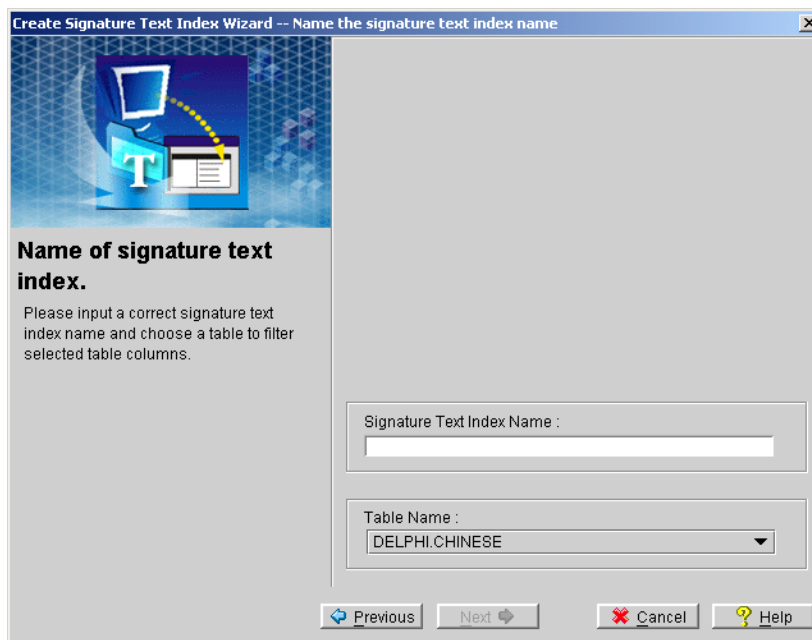 Create Signature Text Index Wizard -- Name the signature text index name
T
Name of signature text
index.
Please input a correct signature text
index name and choose a table to filter
selected table columns.
Signature Text Index Name :
Table Name :
DELPHI.CHINESE
Previous
Next
Cancel
? Help